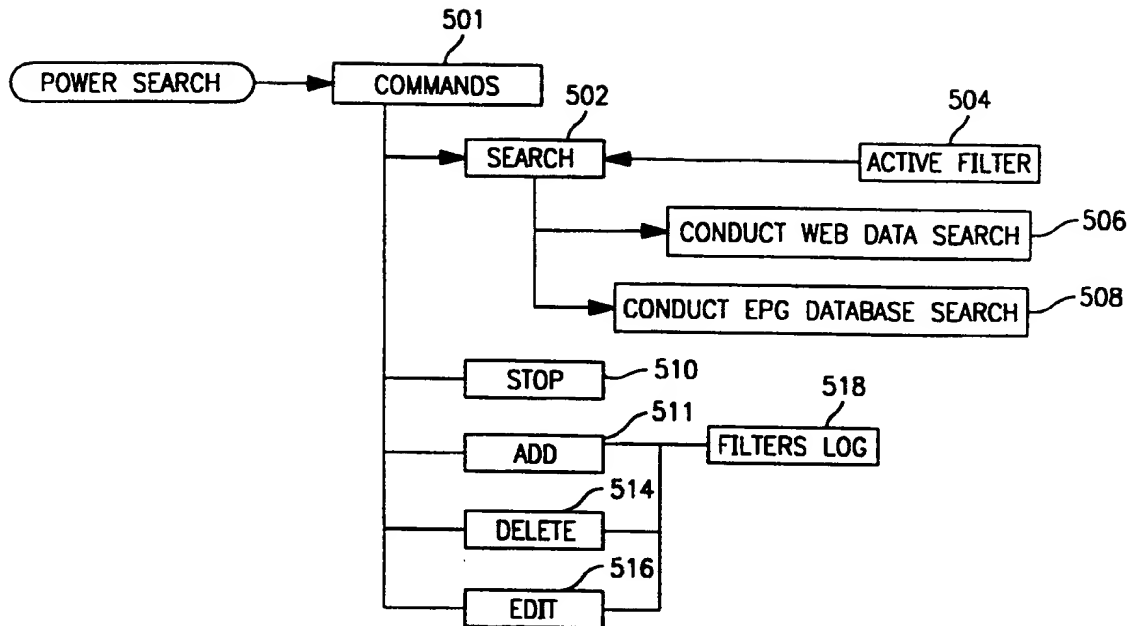 501
POWER SEARCH
COMMANDS
502
504
SEARCH
ACTIVE FILTER
CONDUCT WEB DATA SEARCH
506
CONDUCT EPG DATABASE SEARCH
508
STOP
510
518
511
ADD
FILTERS LOG
514
DELETE
516
EDIT